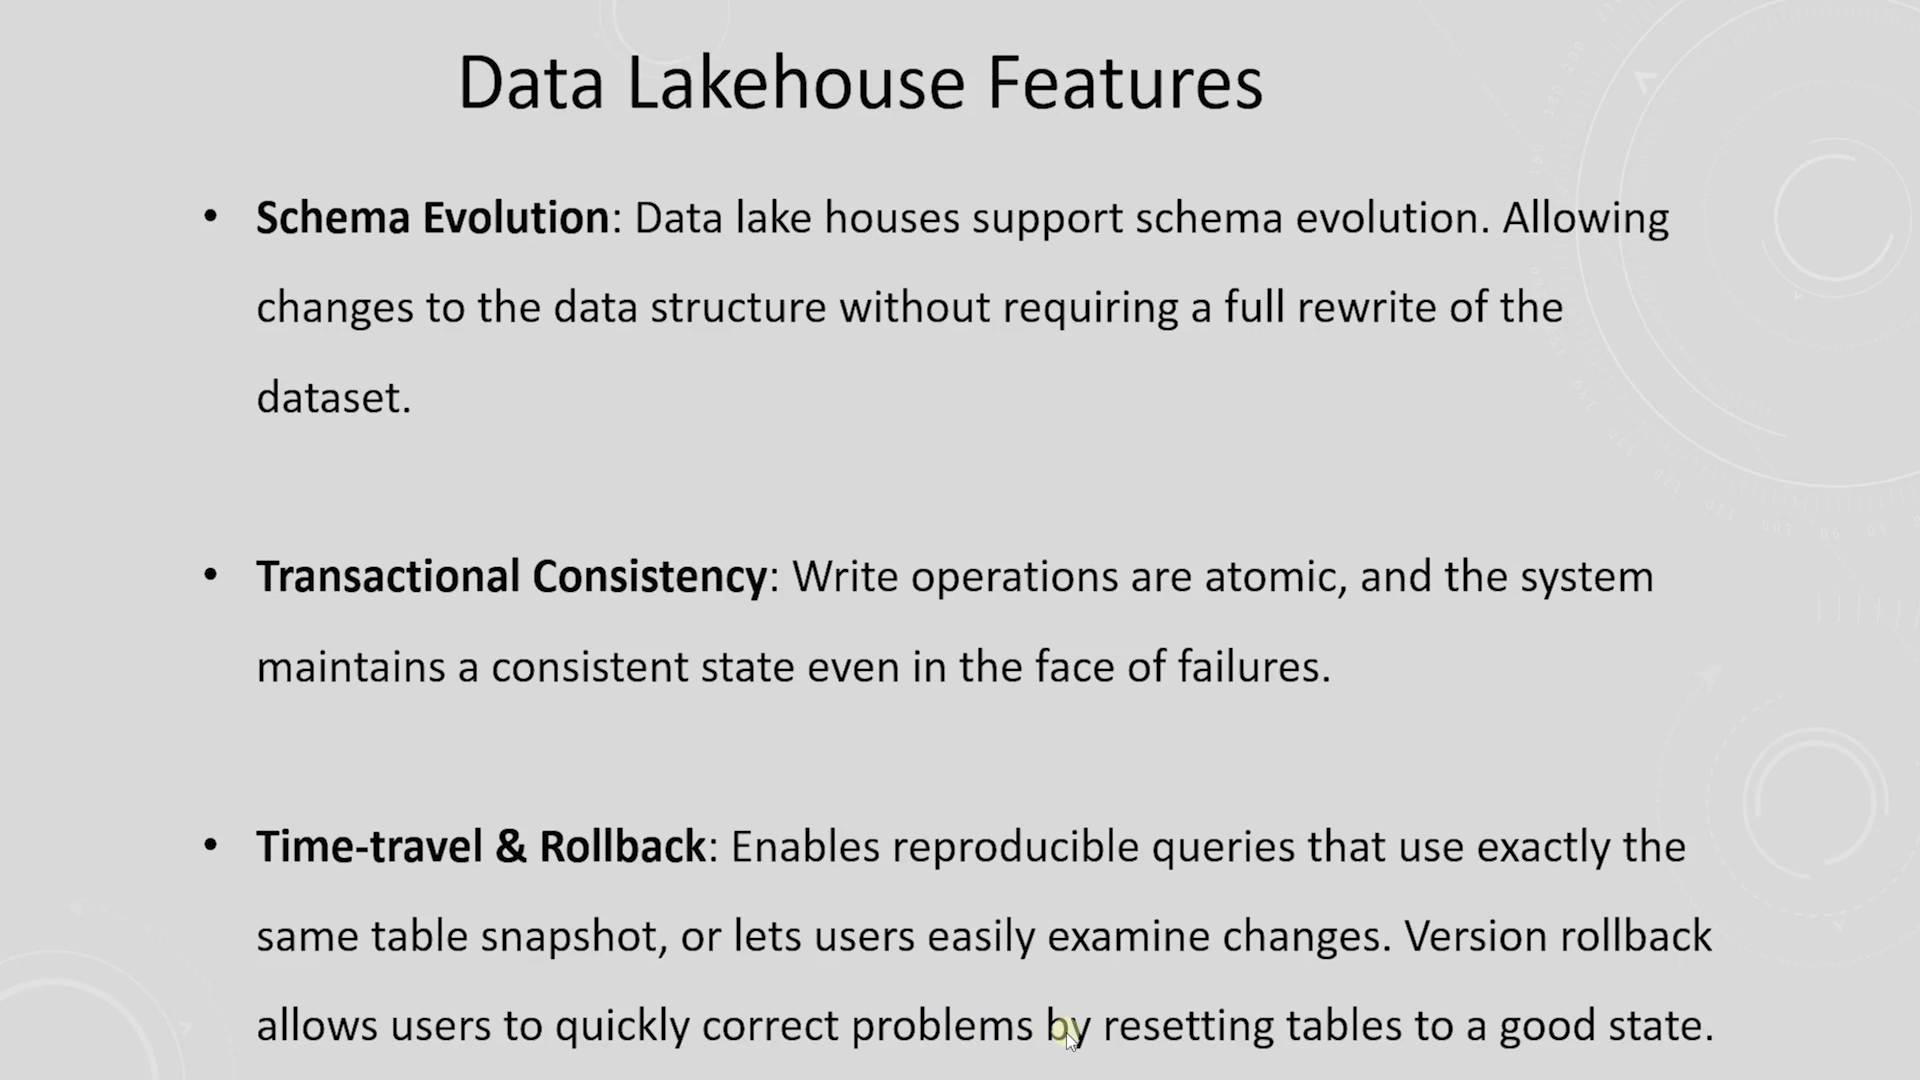 Data Lakehouse Features
• Schema Evolution: Data lake houses support schema evolution. Allowing
changes to the data structure without requiring a full rewrite of the
dataset.
• Transactional Consistency: Write operations are atomic, and the system
maintains a consistent state even in the face of failures.
• Time-travel & Rollback: Enables reproducible queries that use exactly the
same table snapshot, or lets users easily examine changes. Version rollback
allows users to quickly correct problems by resetting tables to a good state.